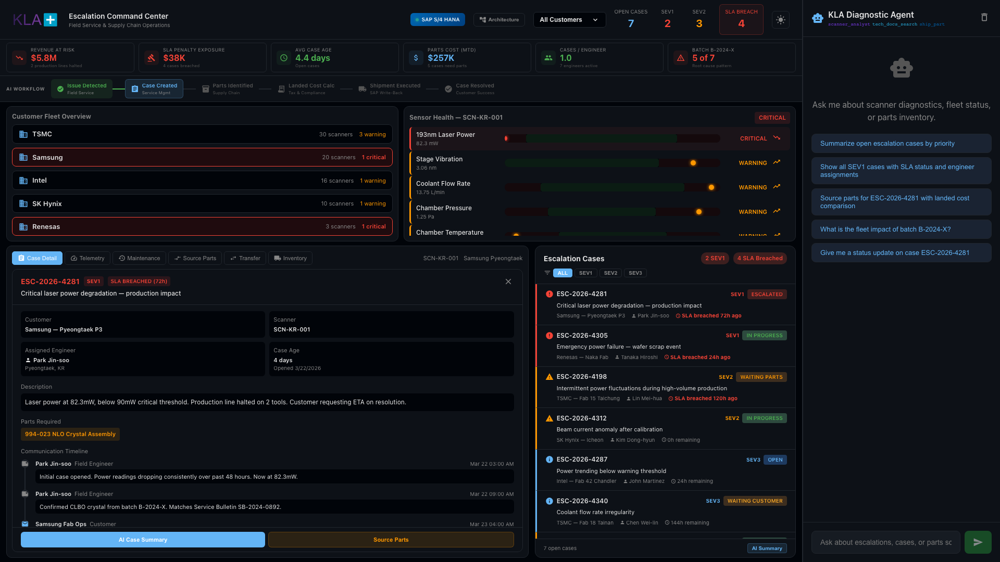 KLA+
Escalation Command Center
Field Service & Supply Chain Operations
SAP S/4 HANA
Architecture
All Customers
OPEN CASES
7
SEV1
2
SEV2
3
SLA BREACH
4
REVENUE AT RISK
$5.8M
2 production lines halted
SLA PENALTY EXPOSURE
$38K
4 cases breached
AVG CASE AGE
4.4 days
Open cases
PARTS COST (MTD)
$257K
5 cases need parts
CASES / ENGINEER
1.0
7 engineers active
BATCH B-2024-X
5 of 7
Root cause pattern
AI WORKFLOW
Issue Detected
Field Service
Case Created
Service Mgmt
Parts Identified
Supply Chain
Landed Cost Calc
Tax & Compliance
Shipment Executed
SAP Write-Back
Case Resolved
Customer Success
Customer Fleet Overview
TSMC 30 scanners 3 warning
Samsung 20 scanners 1 critical
Intel 16 scanners 1 warning
SK Hynix 10 scanners 1 warning
Renesas 3 scanners 1 critical
Sensor Health — SCN-KR-001 CRITICAL
193nm Laser Power
82.3 mW
CRITICAL
Stage Vibration
3.06 nm
WARNING
Coolant Flow Rate
13.75 L/min
WARNING
Chamber Pressure
1.25 Pa
WARNING
Chamber Temperature
WARNING
Case Detail Telemetry Maintenance Source Parts Transfer Inventory SCN-KR-001 Samsung Pyeongtaek
ESC-2026-4281 SEV1 SLA BREACHED (72h)
Critical laser power degradation — production impact
Customer
Samsung — Pyeongtaek P3
Scanner
SCN-KR-001
Assigned Engineer
Park Jin-soo
Pyeongtaek, KR
Case Age
4 days
Opened 3/22/2026
Description
Laser power at 82.3mW, below 90mW critical threshold. Production line halted on 2 tools. Customer requesting ETA on resolution.
Parts Required
994-023 NLO Crystal Assembly
Communication Timeline
Park Jin-soo Field Engineer Mar 22 03:00 AM
Initial case opened. Power readings dropping consistently over past 48 hours. Now at 82.3mW.
Park Jin-soo Field Engineer Mar 22 09:00 AM
Confirmed CLBO crystal from batch B-2024-X. Matches Service Bulletin SB-2024-0892.
Samsung Fab Ops Customer Mar 23 04:00 AM
AI Case Summary
Source Parts
Escalation Cases 2 SEV1 4 SLA Breached
ALL SEV1 SEV2 SEV3
ESC-2026-4281 SEV1 ESCALATED
Critical laser power degradation — production impact
Samsung — Pyeongtaek P3 Park Jin-soo SLA breached 72h ago
ESC-2026-4305 SEV1 IN PROGRESS
Emergency power failure — wafer scrap event
Renesas — Naka Fab Tanaka Hiroshi SLA breached 24h ago
ESC-2026-4198 SEV2 WAITING PARTS
Intermittent power fluctuations during high-volume production
TSMC — Fab 15 Taichung Lin Mei-hua SLA breached 120h ago
ESC-2026-4312 SEV2 IN PROGRESS
Beam current anomaly after calibration
SK Hynix — Icheon Kim Dong-hyun 0h remaining
ESC-2026-4287 SEV3 OPEN
Power trending below warning threshold
Intel — Fab 42 Chandler John Martinez 24h remaining
ESC-2026-4340 SEV3 WAITING CUSTOMER
Coolant flow rate irregularity
TSMC — Fab 18 Tainan Chen Wei-lin 144h remaining
7 open cases AI Summary
KLA Diagnostic Agent
scanner_analyst tech_docs_search ship_part
Ask me about scanner diagnostics, fleet status,
or parts inventory.
Summarize open escalation cases by priority
Show all SEV1 cases with SLA status and engineer
assignments
Source parts for ESC-2026-4281 with landed cost
comparison
What is the fleet impact of batch B-2024-X?
Give me a status update on case ESC-2026-4281
Ask about escalations, cases, or parts sc